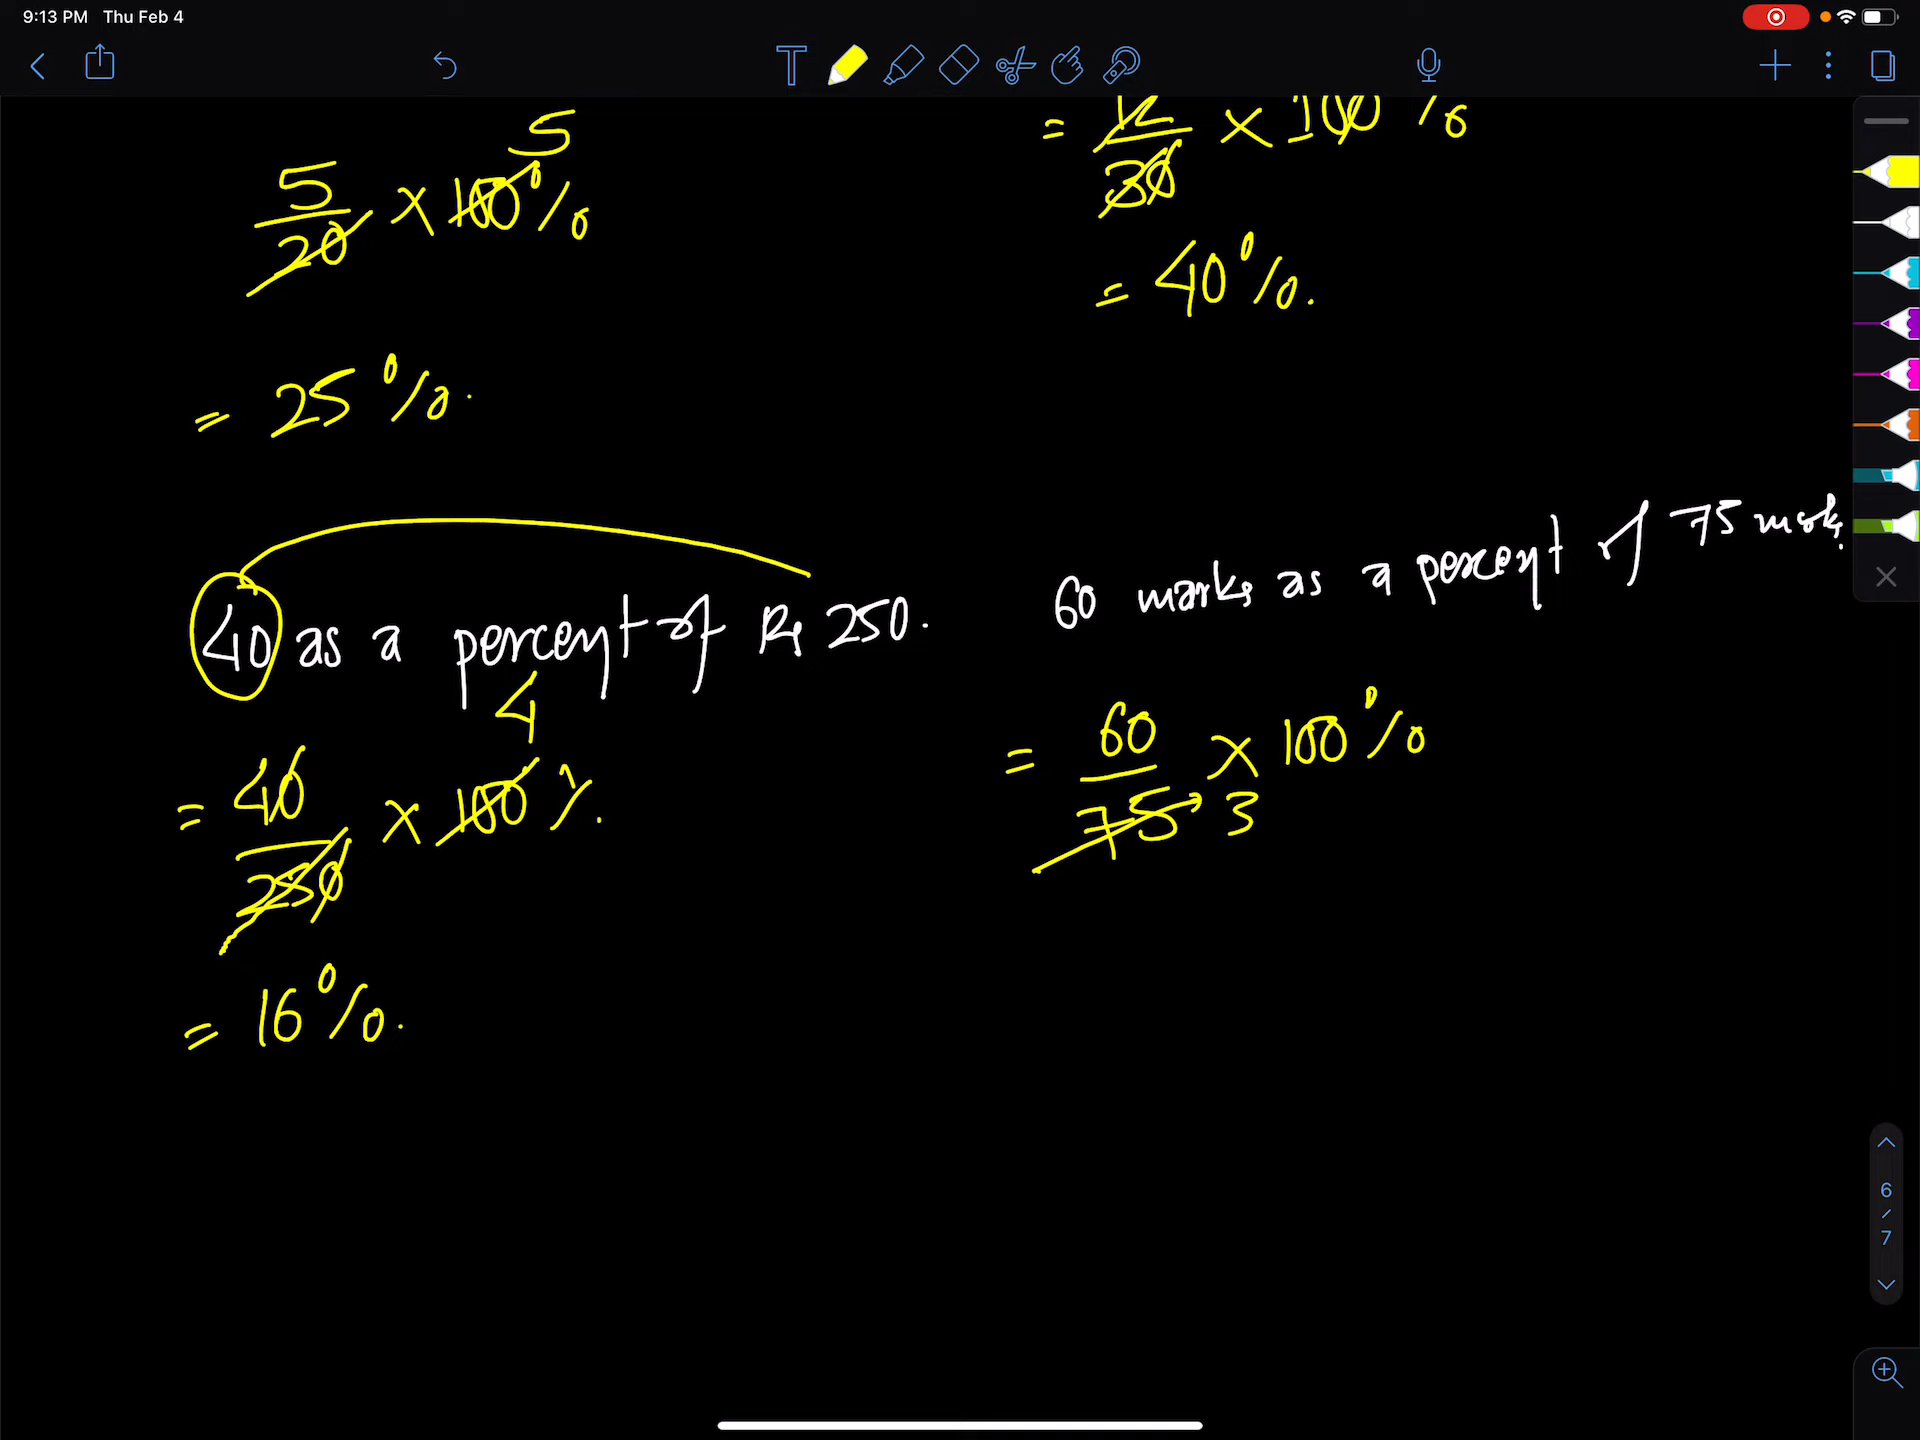 9:13 PM Thu Feb 4
5
5/20 × 100%
= 25%.
= 12/30 × 100%
= 40%.
40 as a percent of Rs 250.
4
= 40/250 × 100%.
= 16%.
60 marks as a percent of 75 marks.
= 60/75 × 100%
3
6
/
7